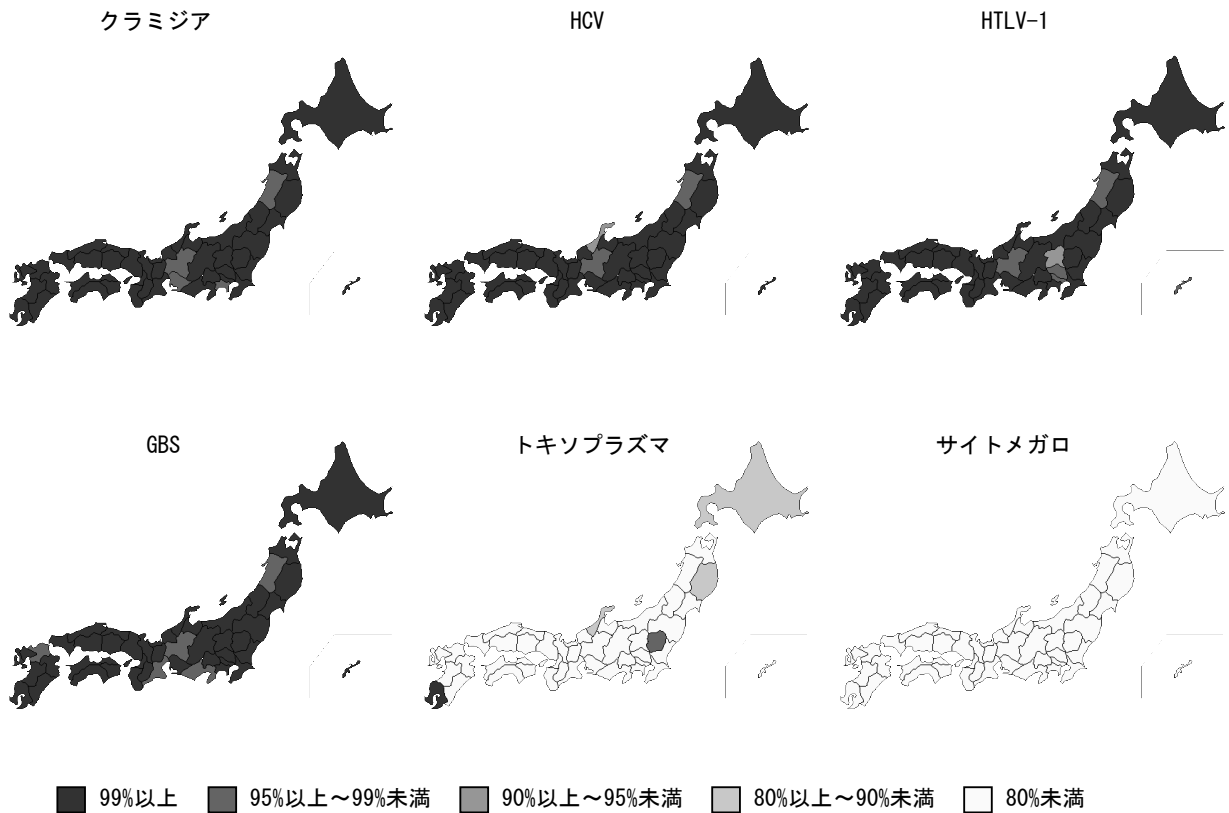 クラミジア
HCV
HTLV-1
GBS
トキソプラズマ
サイトメガロ
99%以上
95%以上～99%未満
90%以上～95%未満
80%以上～90%未満
80%未満